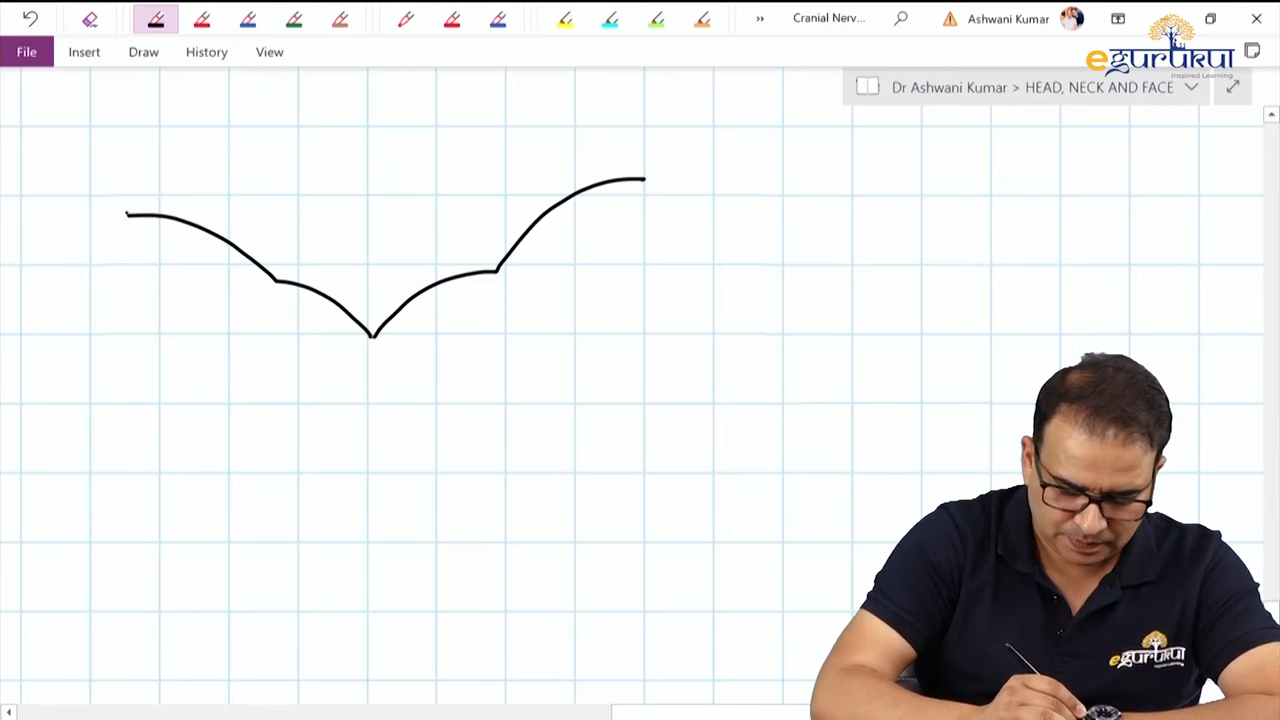 Cranial Nerv...
Ashwani Kumar
File
Insert
Draw
History
View
egurukul
Inspired Learning
Dr Ashwani Kumar > HEAD, NECK AND FACE
egurukul